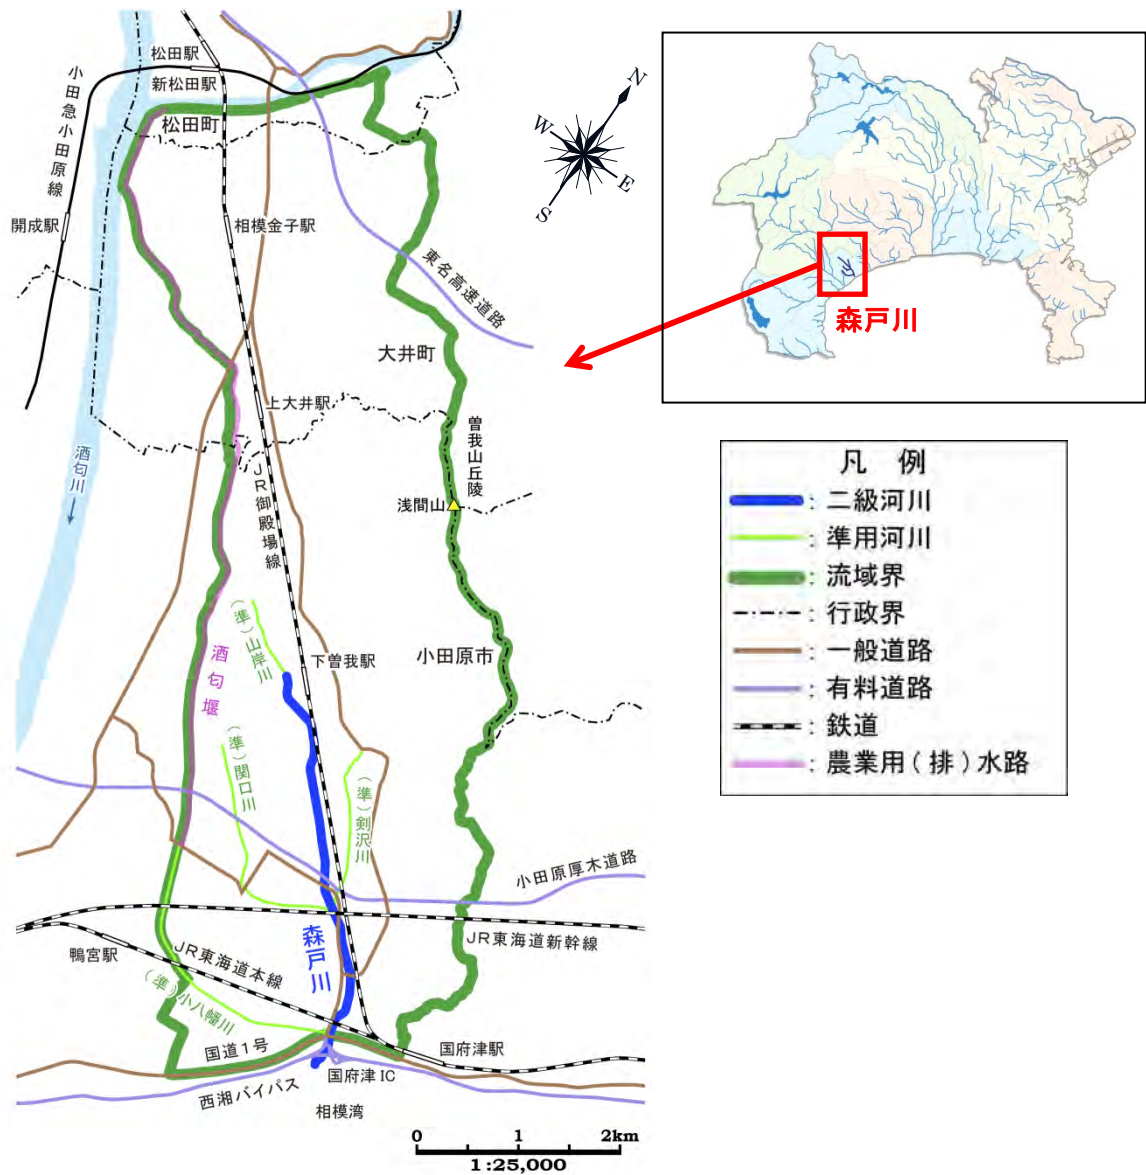 松田駅
新松田駅
松田町
小田急小田原線
開成駅
相模金子駅
東名高速道路
大井町
上大井駅
曽我山丘陵
浅間山
酒匂川
JR御殿場線
(準)山岸川
下曽我駅
小田原市
酒匂堰
(準)関口川
(準)剣沢川
小田原厚木道路
森戸川
JR東海道新幹線
鴨宮駅
JR東海道本線
(準)小八幡川
国道1号
国府津駅
西湘バイパス
国府津IC
相模湾
0 1 2km
1:25,000
N
W
E
S
森戸川
凡 例
: 二級河川
: 準用河川
: 流域界
: 行政界
: 一般道路
: 有料道路
: 鉄道
: 農業用(排)水路